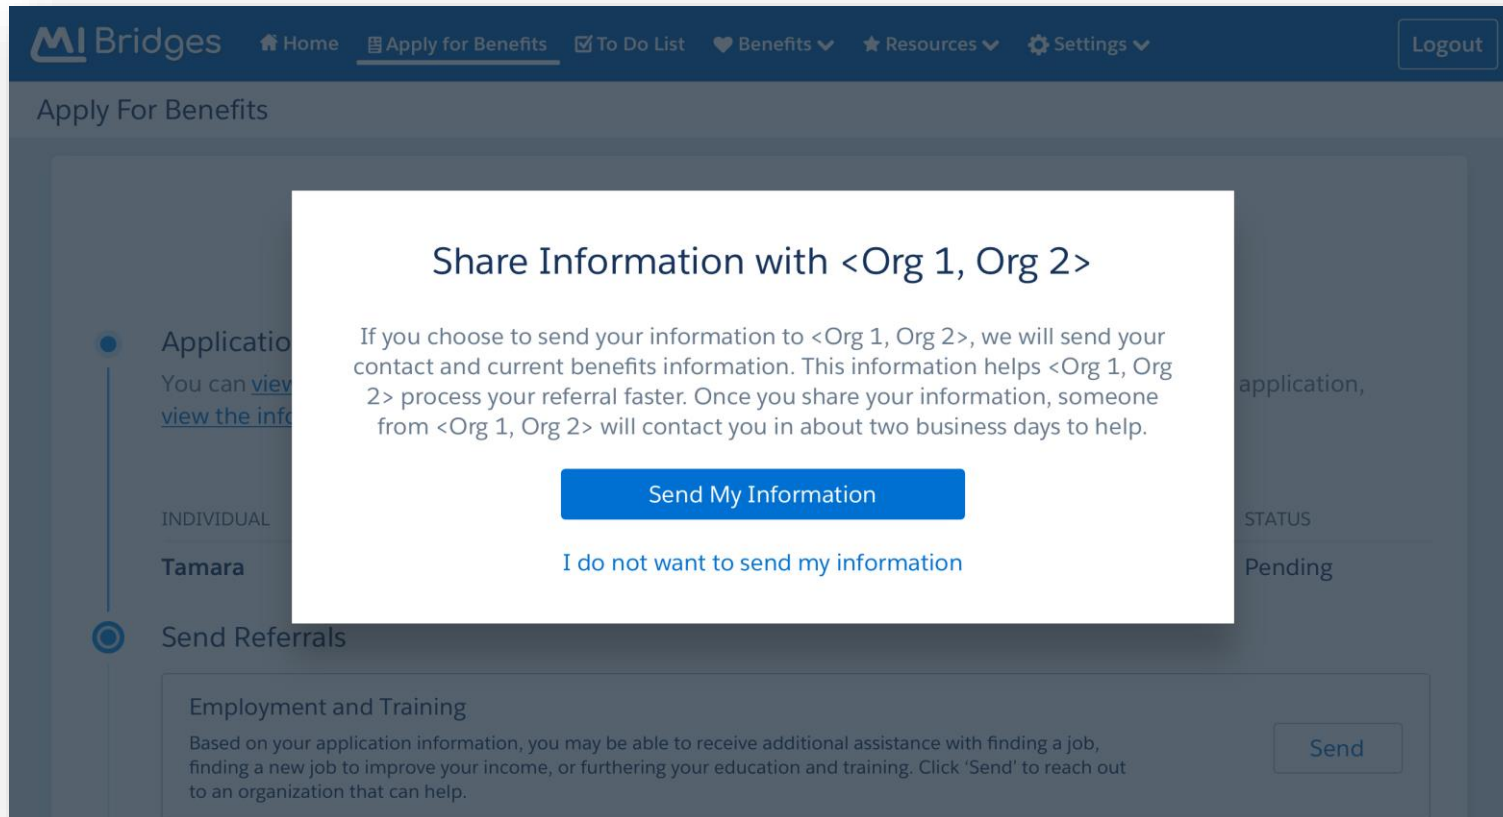 MI Bridges Home Apply for Benefits To Do List Benefits Resources Settings Logout
Apply For Benefits
Share Information with <Org 1, Org 2>
If you choose to send your information to <Org 1, Org 2>, we will send your
contact and current benefits information. This information helps <Org 1, Org
2> process your referral faster. Once you share your information, someone
from <Org 1, Org 2> will contact you in about two business days to help.
Send My Information
I do not want to send my information
You can view application,
view the
INDIVIDUAL STATUS
Tamara Pending
Send Referrals
Employment and Training
Based on your application information, you may be able to receive additional assistance with finding a job,
finding a new job to improve your income, or furthering your education and training. Click ‘Send’ to reach out
to an organization that can help.
Send